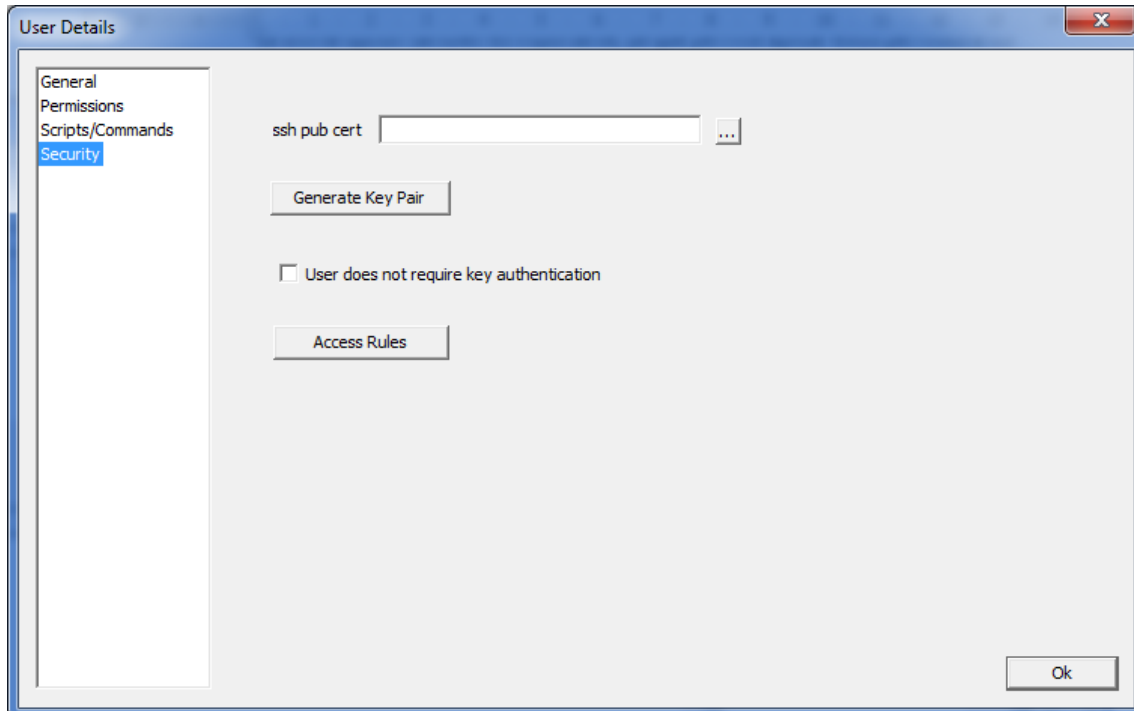 User Details
General
Permissions
Scripts/Commands
Security
ssh pub cert
...
Generate Key Pair
User does not require key authentication
Access Rules
Ok